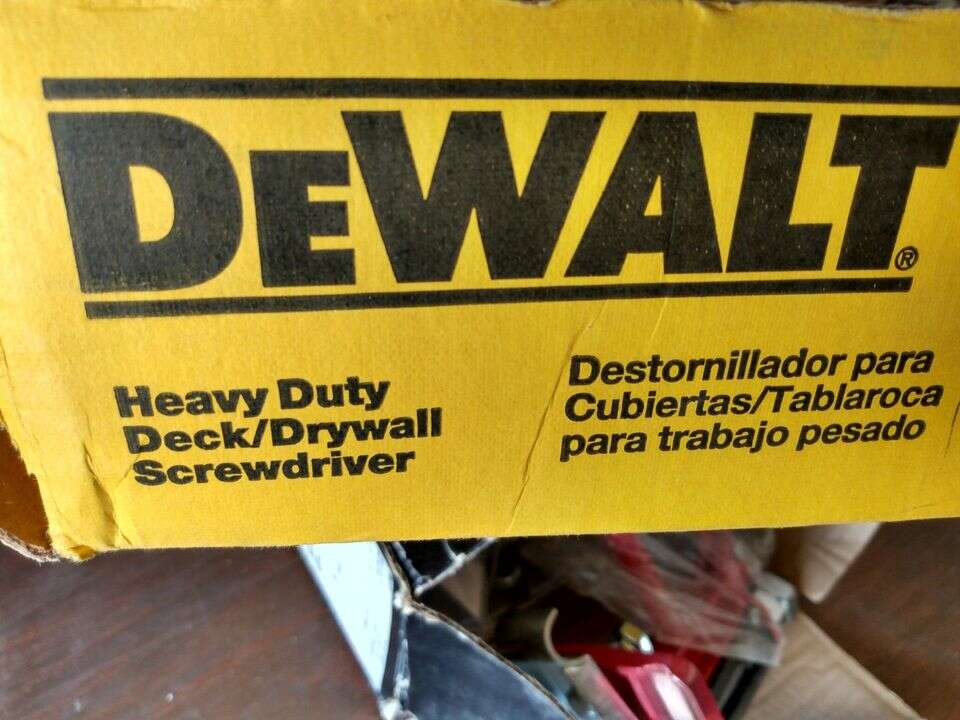 DEWALT®
Heavy Duty
Deck/Drywall
Screwdriver
Destornillador para
Cubiertas/Tablaroca
para trabajo pesado